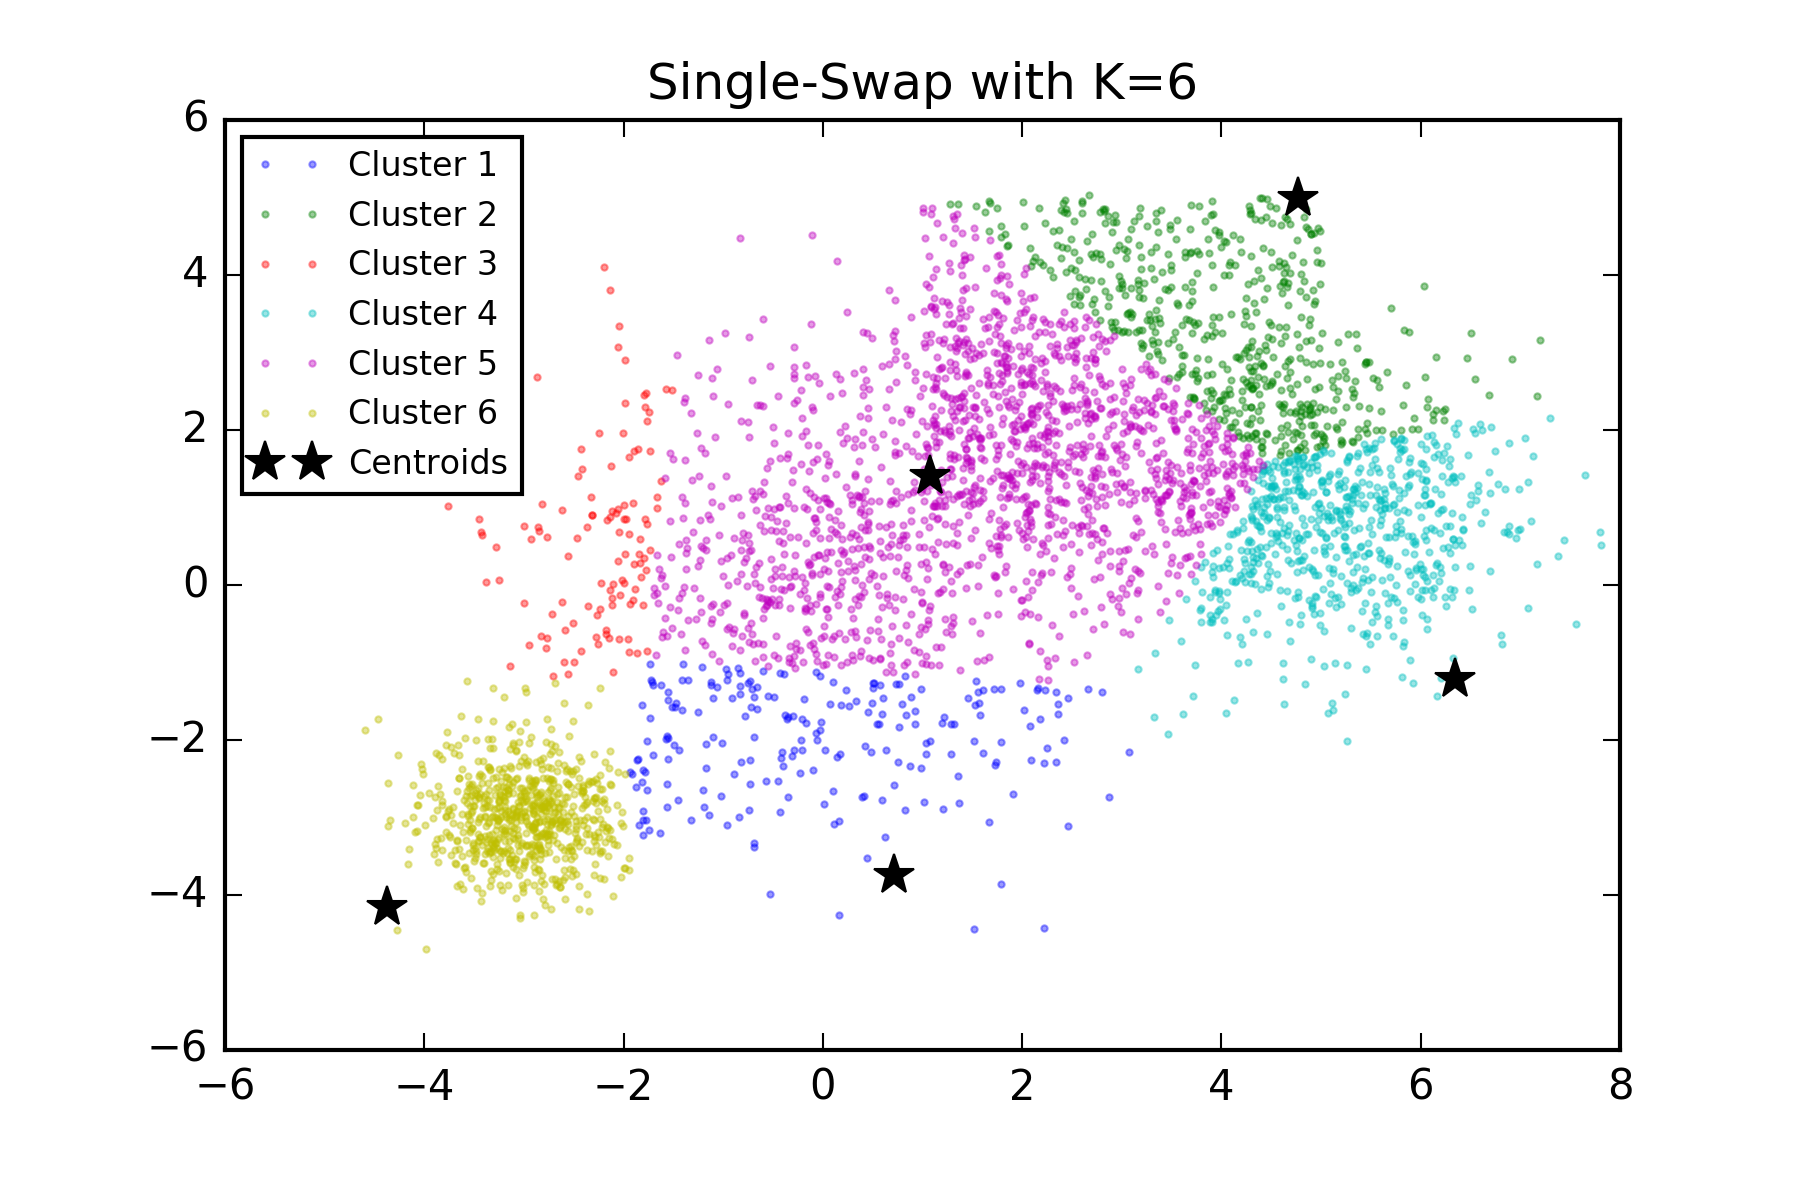 Single-Swap with K=6
6
4
2
0
−2
−4
−6
Cluster 1
Cluster 2
Cluster 3
Cluster 4
Cluster 5
Cluster 6
Centroids
−6 −4 −2 0 2 4 6 8